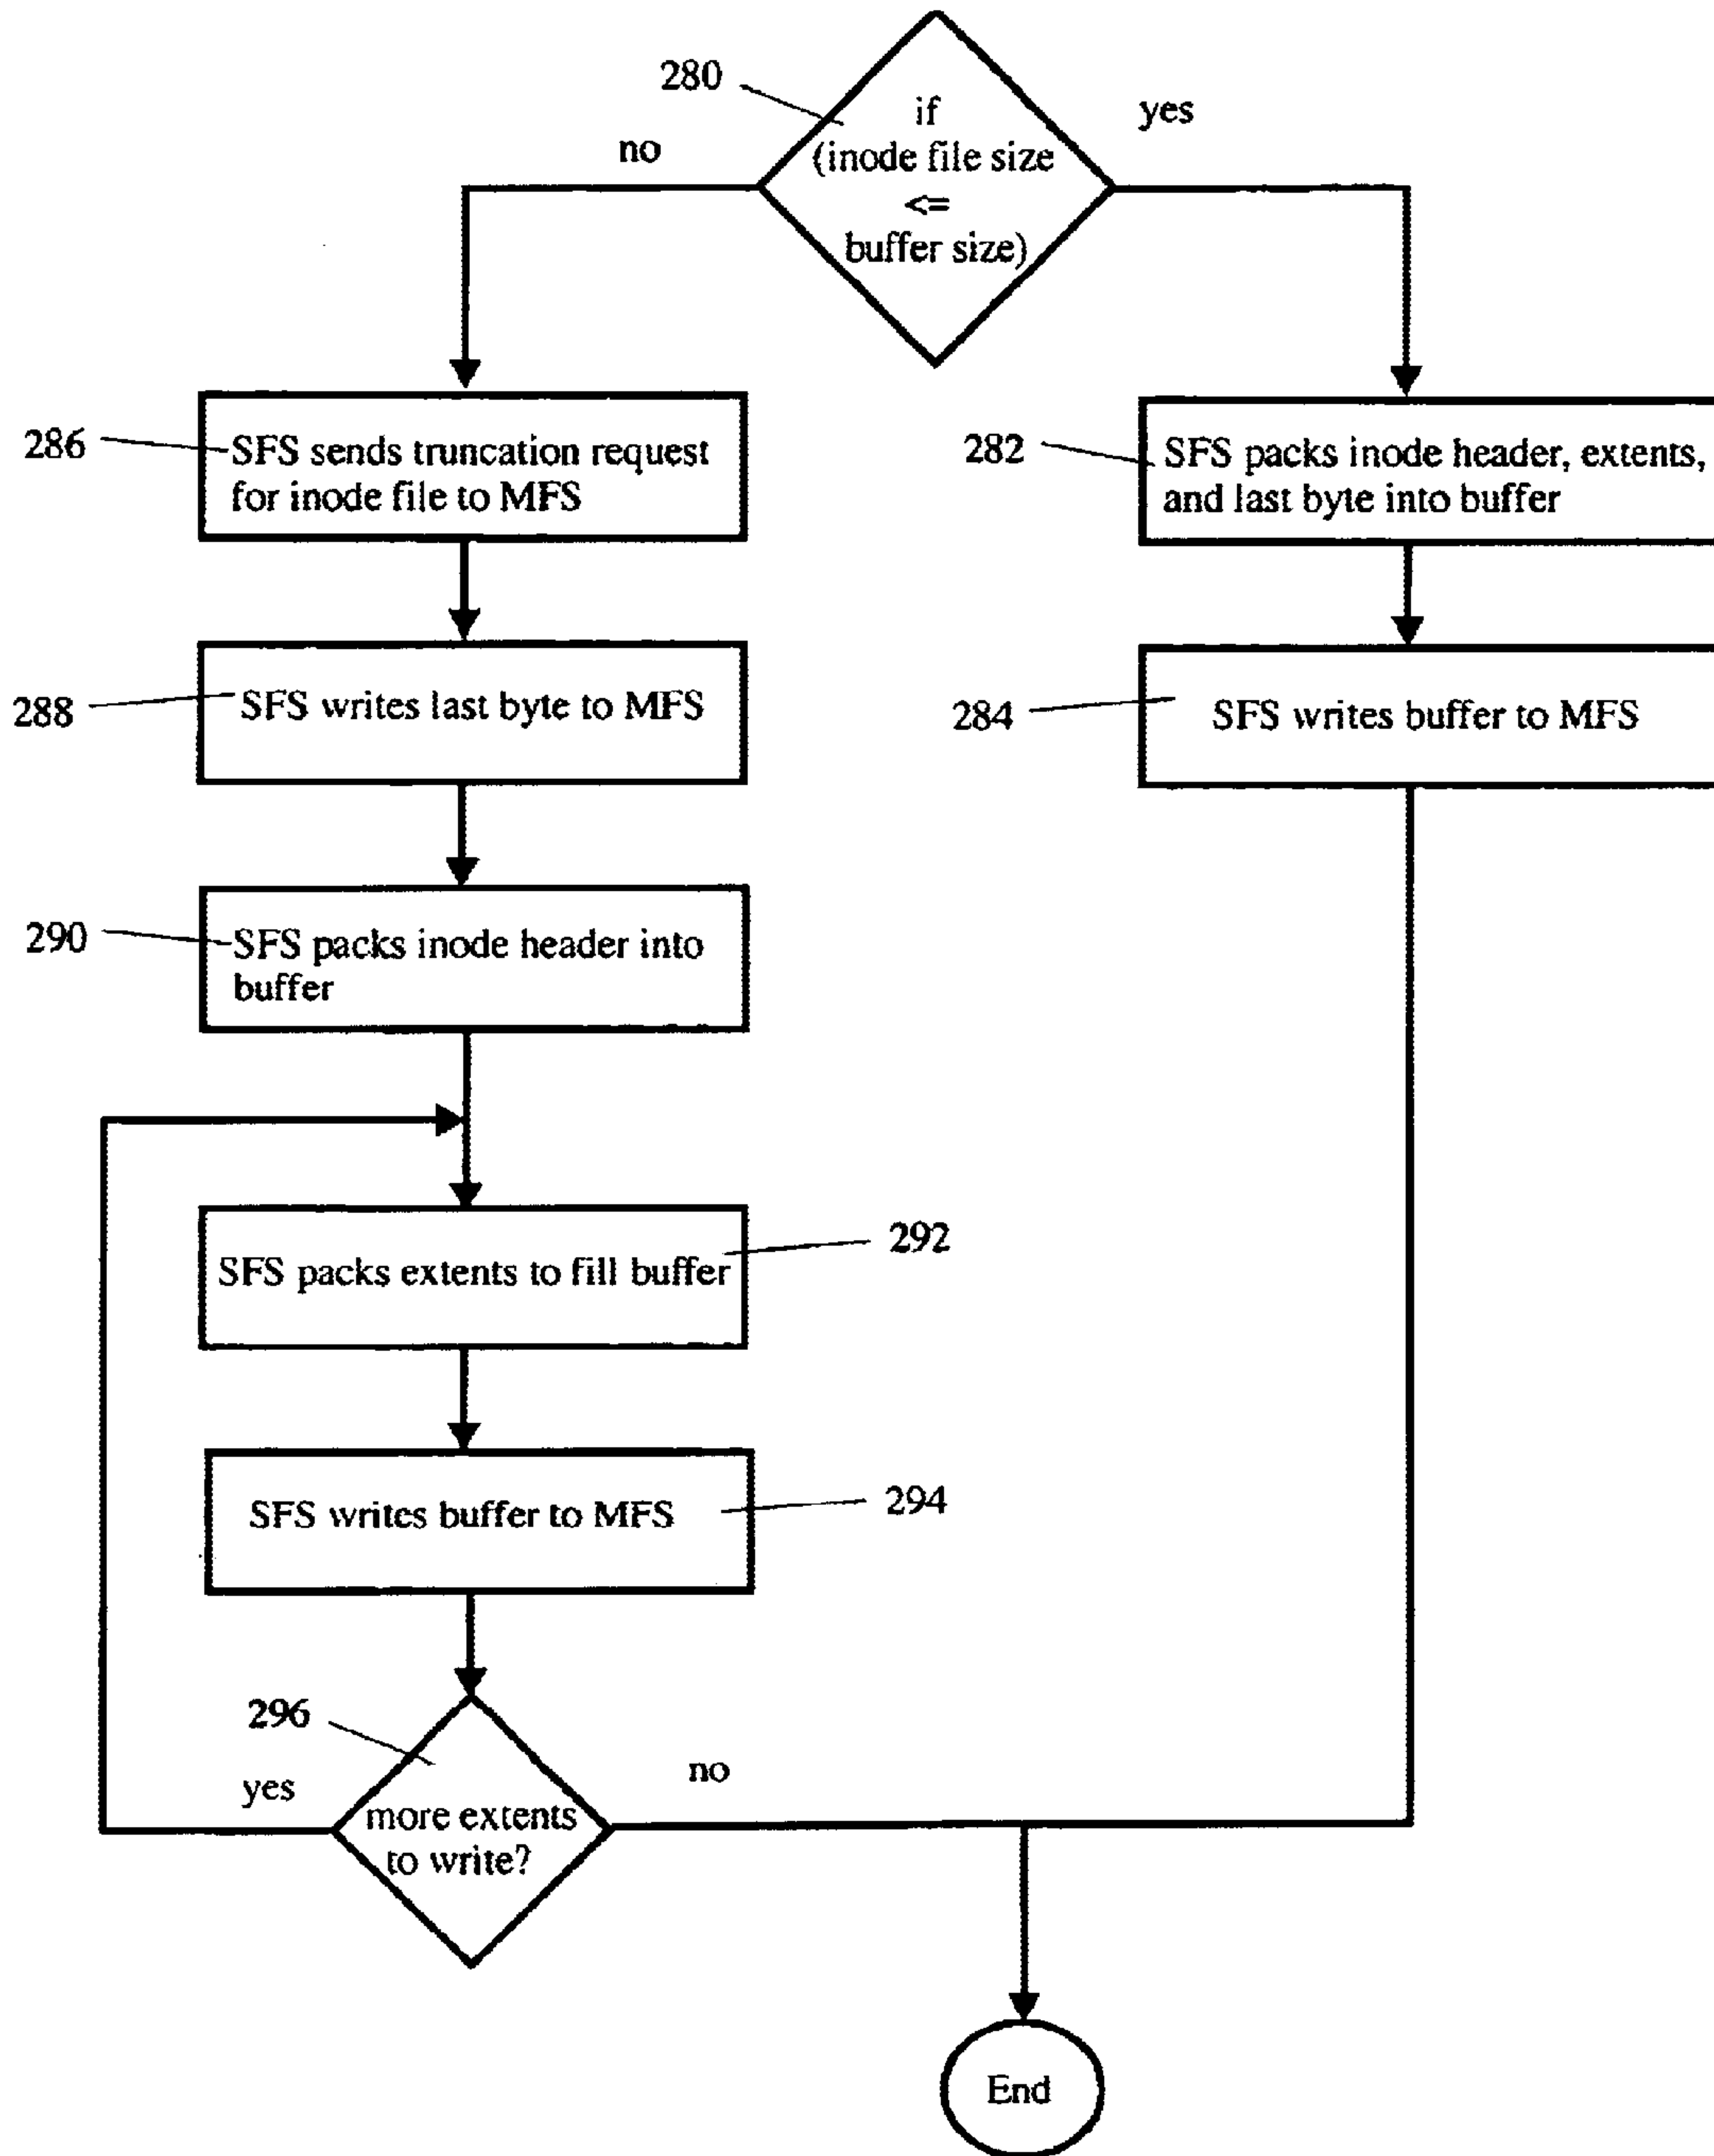 280
if
(inode file size
<=
buffer size)
no
yes
286
SFS sends truncation request
for inode file to MFS
282
SFS packs inode header, extents,
and last byte into buffer
288
SFS writes last byte to MFS
284
SFS writes buffer to MFS
290
SFS packs inode header into
buffer
292
SFS packs extents to fill buffer
294
SFS writes buffer to MFS
296
yes
no
more extents
to write?
End